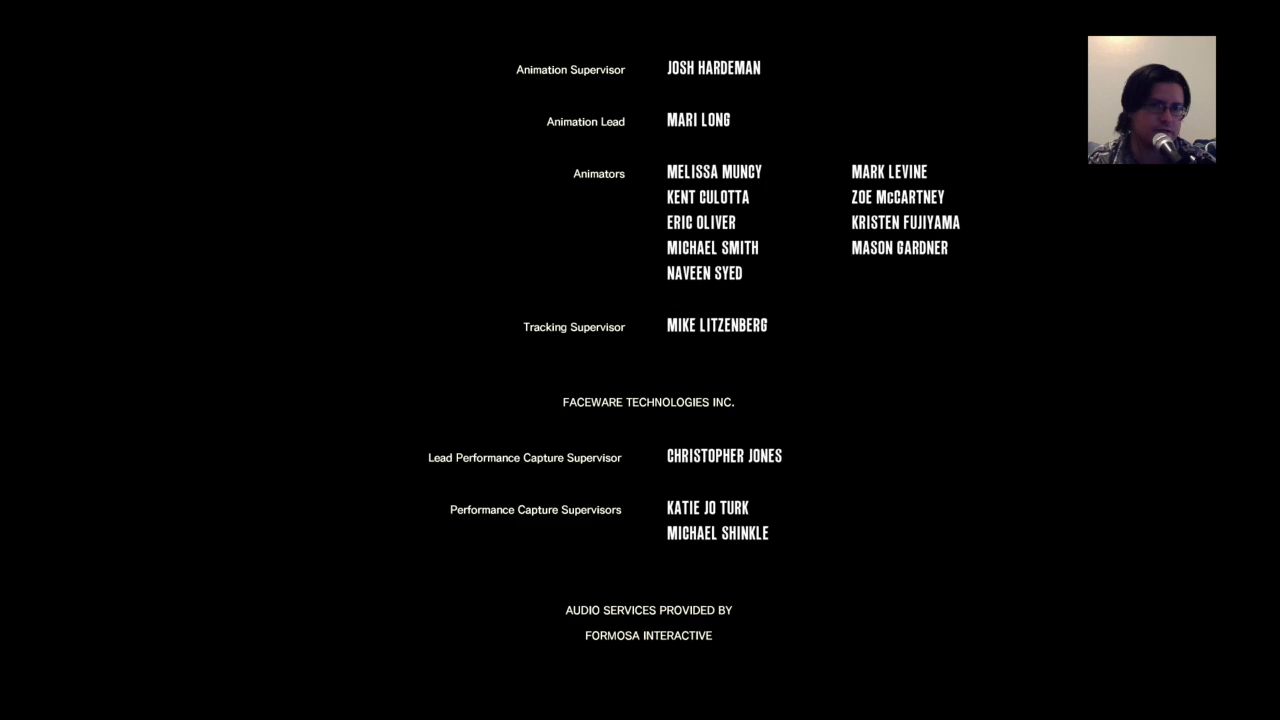 Animation Supervisor JOSH HARDEMAN
Animation Lead MARI LONG
Animators MELISSA MUNCY MARK LEVINE
KENT CULOTTA ZOE McCARTNEY
ERIC OLIVER KRISTEN FUJIYAMA
MICHAEL SMITH MASON GARDNER
NAVEEN SYED
Tracking Supervisor MIKE LITZENBERG
FACEWARE TECHNOLOGIES INC.
Lead Performance Capture Supervisor CHRISTOPHER JONES
Performance Capture Supervisors KATIE JO TURK
MICHAEL SHINKLE
AUDIO SERVICES PROVIDED BY
FORMOSA INTERACTIVE